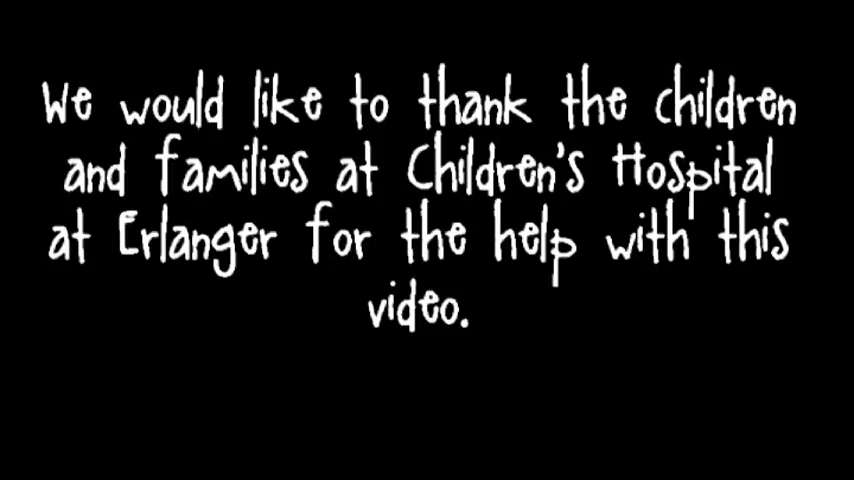 We would like to thank the children
and families at Children's Hospital
at Erlanger for the help with this
video.